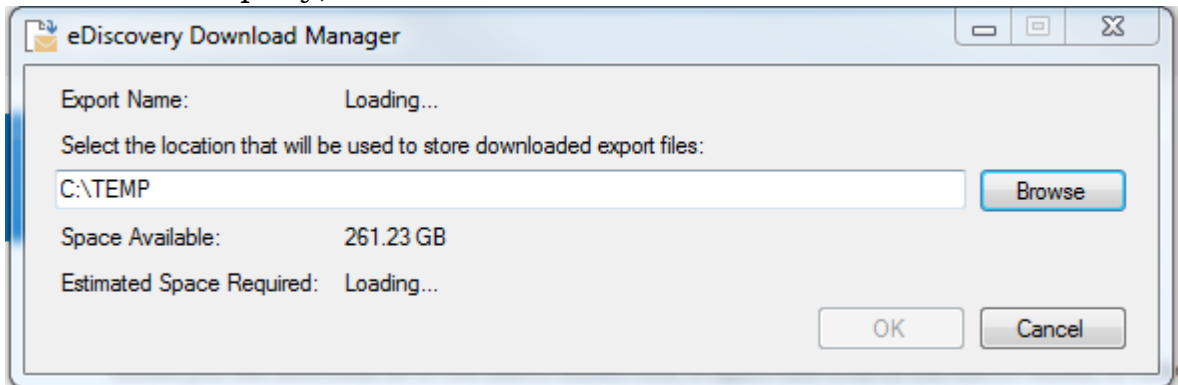 eDiscovery Download Manager
Export Name: Loading...
Select the location that will be used to store downloaded export files:
C:\TEMP
Browse
Space Available: 261.23 GB
Estimated Space Required: Loading...
OK
Cancel